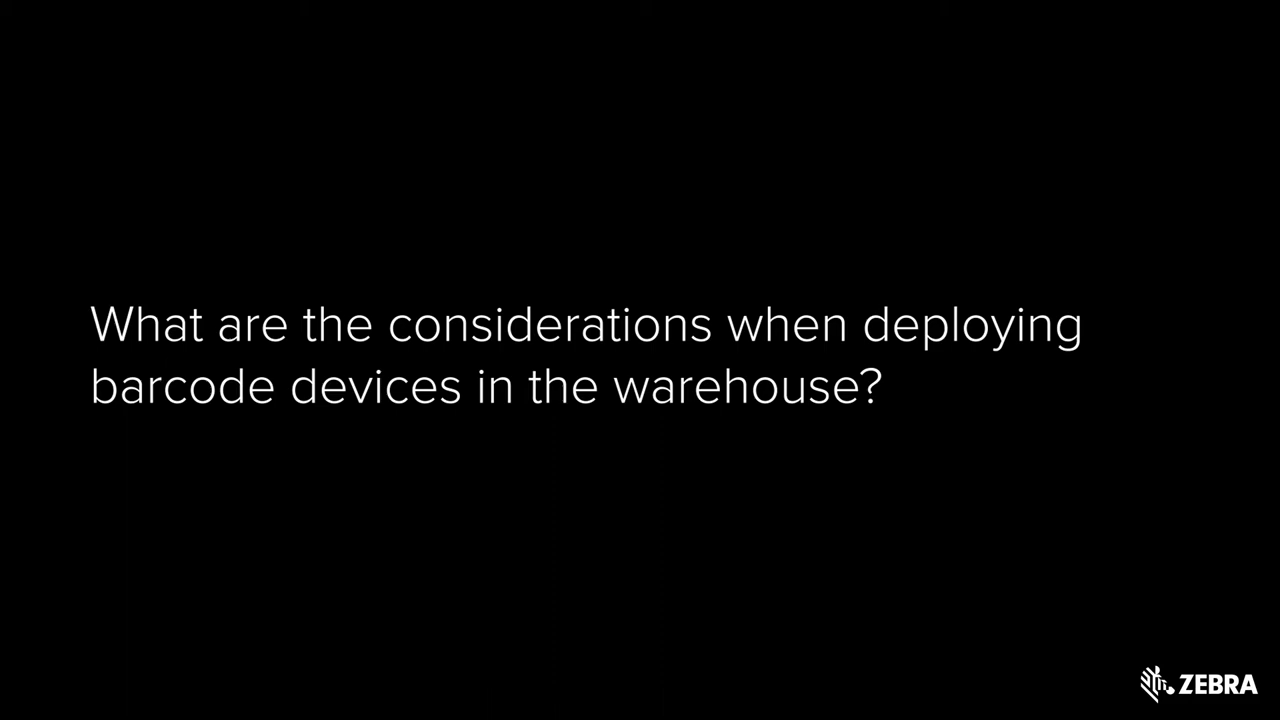 What are the considerations when deploying
barcode devices in the warehouse?
ZEBRA